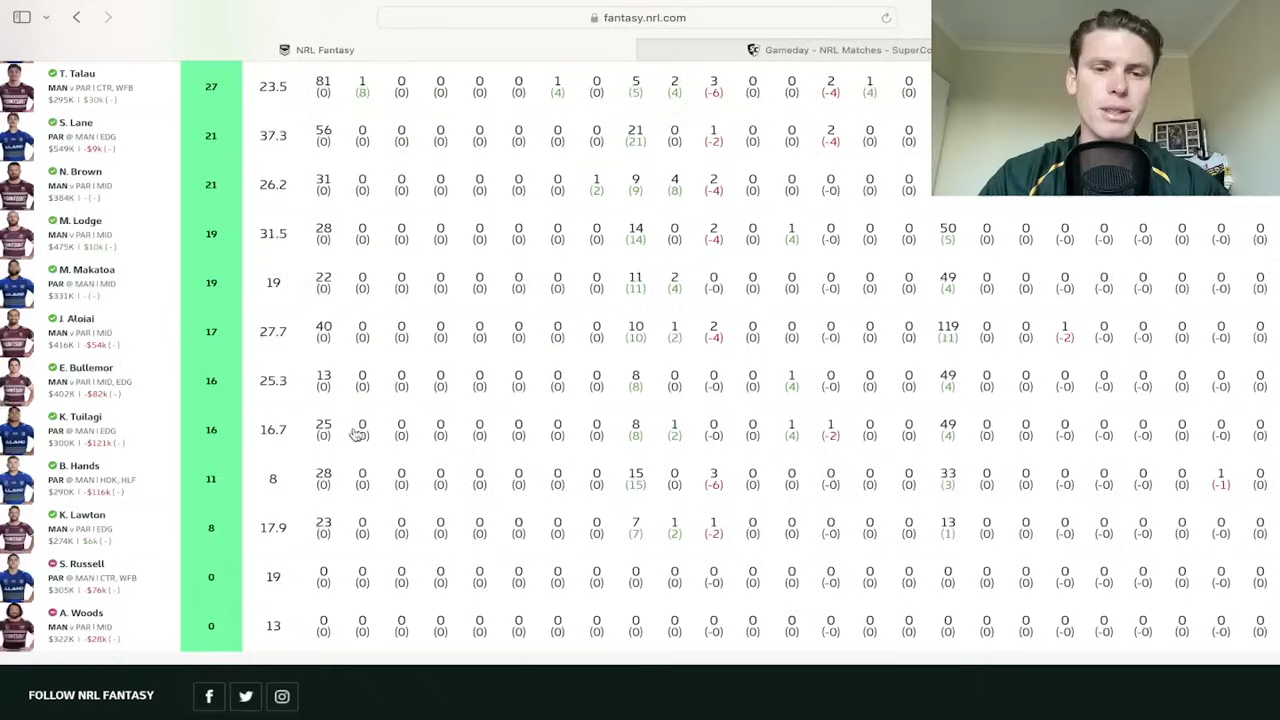 fantasy.nrl.com
NRL Fantasy
Gameday - NRL Matches - SuperCo
T. Talau
MAN v PAR | CTR, WFB
$295K | $30k (-)
27 23.5 81 1 0 0 0 0 1 0 5 2 3 0 0 2 1 0
(0) (8) (0) (0) (0) (0) (4) (0) (5) (4) (-6) (0) (0) (-4) (4) (0)
S. Lane
PAR @ MAN | EDG
$549K | -$9k (-)
21 37.3 56 0 0 0 0 0 0 0 21 0 1 0 0 2 0 0
(0) (0) (0) (0) (0) (0) (0) (0) (21) (0) (-2) (0) (0) (-4) (0) (0)
N. Brown
MAN v PAR | MID
$384K | -(-)
21 26.2 31 0 0 0 0 0 0 1 9 4 2 0 0 0 0 0
(0) (0) (0) (0) (0) (0) (0) (2) (9) (8) (-4) (0) (0) (-0) (0) (0)
M. Lodge
MAN v PAR | MID
$475K | $10k (-)
19 31.5 28 0 0 0 0 0 0 0 14 0 2 0 1 0 0 0 50 0 0 0 0 0 0 0 0
(0) (0) (0) (0) (0) (0) (0) (0) (14) (0) (-4) (0) (4) (-0) (0) (0) (5) (0) (0) (-0) (-0) (-0) (0) (-0) (0)
M. Makatoa
PAR @ MAN | MID
$331K | -(-)
19 19 22 0 0 0 0 0 0 0 11 2 0 0 0 0 0 0 49 0 0 0 0 0 0 0 0
(0) (0) (0) (0) (0) (0) (0) (0) (11) (4) (-0) (0) (0) (-0) (0) (0) (4) (0) (0) (-0) (-0) (-0) (0) (-0) (0)
J. Aloiai
MAN v PAR | MID
$416K | -$54k (-)
17 27.7 40 0 0 0 0 0 0 0 10 1 2 0 0 0 0 0 119 0 0 1 0 0 0 0 0
(0) (0) (0) (0) (0) (0) (0) (0) (10) (2) (-4) (0) (0) (-0) (0) (0) (11) (0) (0) (-2) (-0) (-0) (0) (-0) (0)
E. Bullemor
MAN v PAR | MID, EDG
$402K | -$82k (-)
16 25.3 13 0 0 0 0 0 0 0 8 0 0 0 1 0 0 0 49 0 0 0 0 0 0 0 0
(0) (0) (0) (0) (0) (0) (0) (0) (8) (0) (-0) (0) (4) (-0) (0) (0) (4) (0) (0) (-0) (-0) (-0) (0) (-0) (0)
K. Tuilagi
PAR @ MAN | EDG
$300K | -$121k (-)
16 16.7 25 0 0 0 0 0 0 0 8 1 0 0 1 1 0 0 49 0 0 0 0 0 0 0 0
(0) (0) (0) (0) (0) (0) (0) (0) (8) (2) (-0) (0) (4) (-2) (0) (0) (4) (0) (0) (-0) (-0) (-0) (0) (-0) (0)
B. Hands
PAR @ MAN | HOK, HLF
$290K | -$116k (-)
11 8 28 0 0 0 0 0 0 0 15 0 3 0 0 0 0 0 33 0 0 0 0 0 0 1 0
(0) (0) (0) (0) (0) (0) (0) (0) (15) (0) (-6) (0) (0) (-0) (0) (0) (3) (0) (0) (-0) (-0) (-0) (0) (-1) (0)
K. Lawton
MAN v PAR | EDG
$274K | $6k (-)
8 17.9 23 0 0 0 0 0 0 0 7 1 1 0 0 0 0 0 13 0 0 0 0 0 0 0 0
(0) (0) (0) (0) (0) (0) (0) (0) (7) (2) (-2) (0) (0) (-0) (0) (0) (1) (0) (0) (-0) (-0) (-0) (0) (-0) (0)
S. Russell
PAR @ MAN | CTR, WFB
$305K | -$76k (-)
0 19 0 0 0 0 0 0 0 0 0 0 0 0 0 0 0 0 0 0 0 0 0 0 0 0 0
(0) (0) (0) (0) (0) (0) (0) (0) (0) (0) (-0) (0) (0) (-0) (0) (0) (0) (0) (0) (-0) (-0) (-0) (0) (-0) (0)
A. Woods
MAN v PAR | MID
$322K | -$28k (-)
0 13 0 0 0 0 0 0 0 0 0 0 0 0 0 0 0 0 0 0 0 0 0 0 0 0 0
(0) (0) (0) (0) (0) (0) (0) (0) (0) (0) (-0) (0) (0) (-0) (0) (0) (0) (0) (0) (-0) (-0) (-0) (0) (-0) (0)
FOLLOW NRL FANTASY